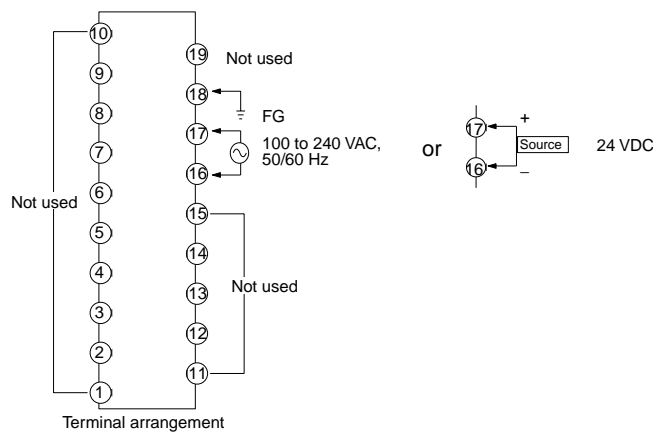 10
9
8
7
6
5
4
3
2
1
Not used
19
18
17
16
15
14
13
12
11
Not used
FG
100 to 240 VAC,
50/60 Hz
Not used
or
17
16
+
Source
–
24 VDC
Terminal arrangement